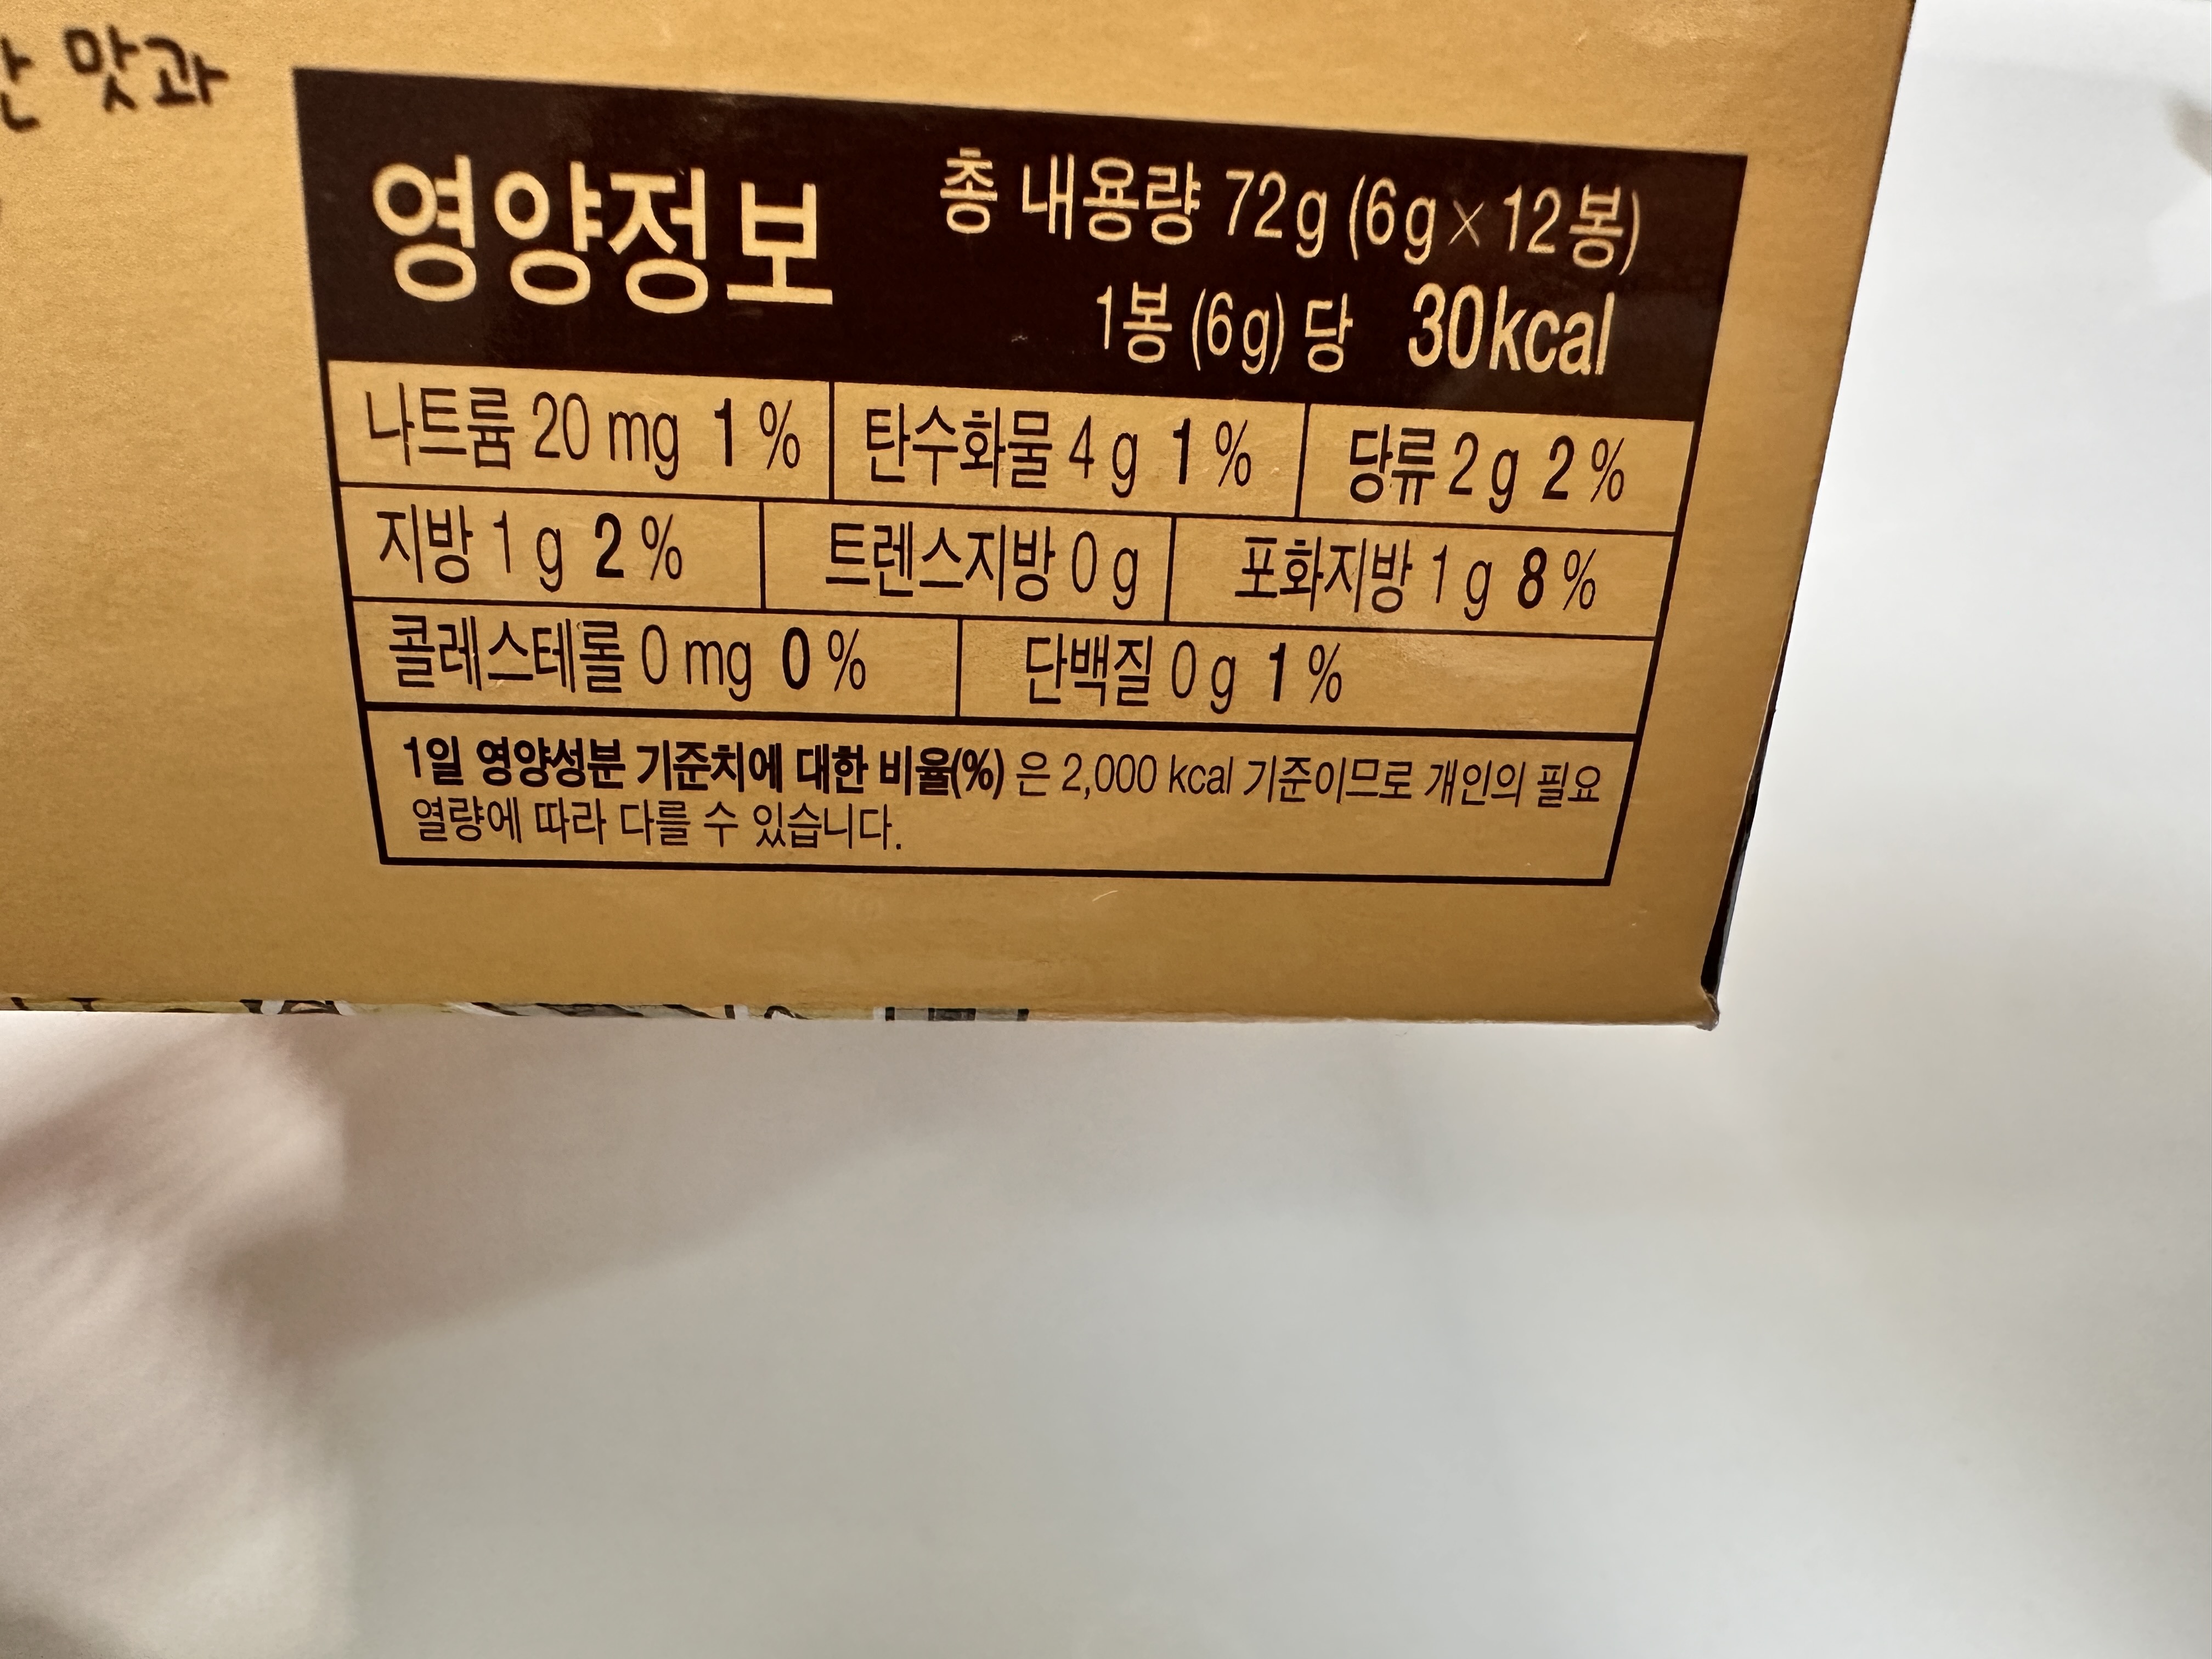 맛과
영양정보
총 내용량 72g (6g×12봉)
1봉 (6g) 당 30kcal
나트륨 20 mg 1 % 탄수화물 4 g 1 % 당류 2 g 2 %
지방 1 g 2 % 트렌스지방 0 g 포화지방 1 g 8 %
콜레스테롤 0 mg 0 % 단백질 0 g 1 %
1일 영양성분 기준치에 대한 비율(%) 은 2,000 kcal 기준이므로 개인의 필요
열량에 따라 다를 수 있습니다.